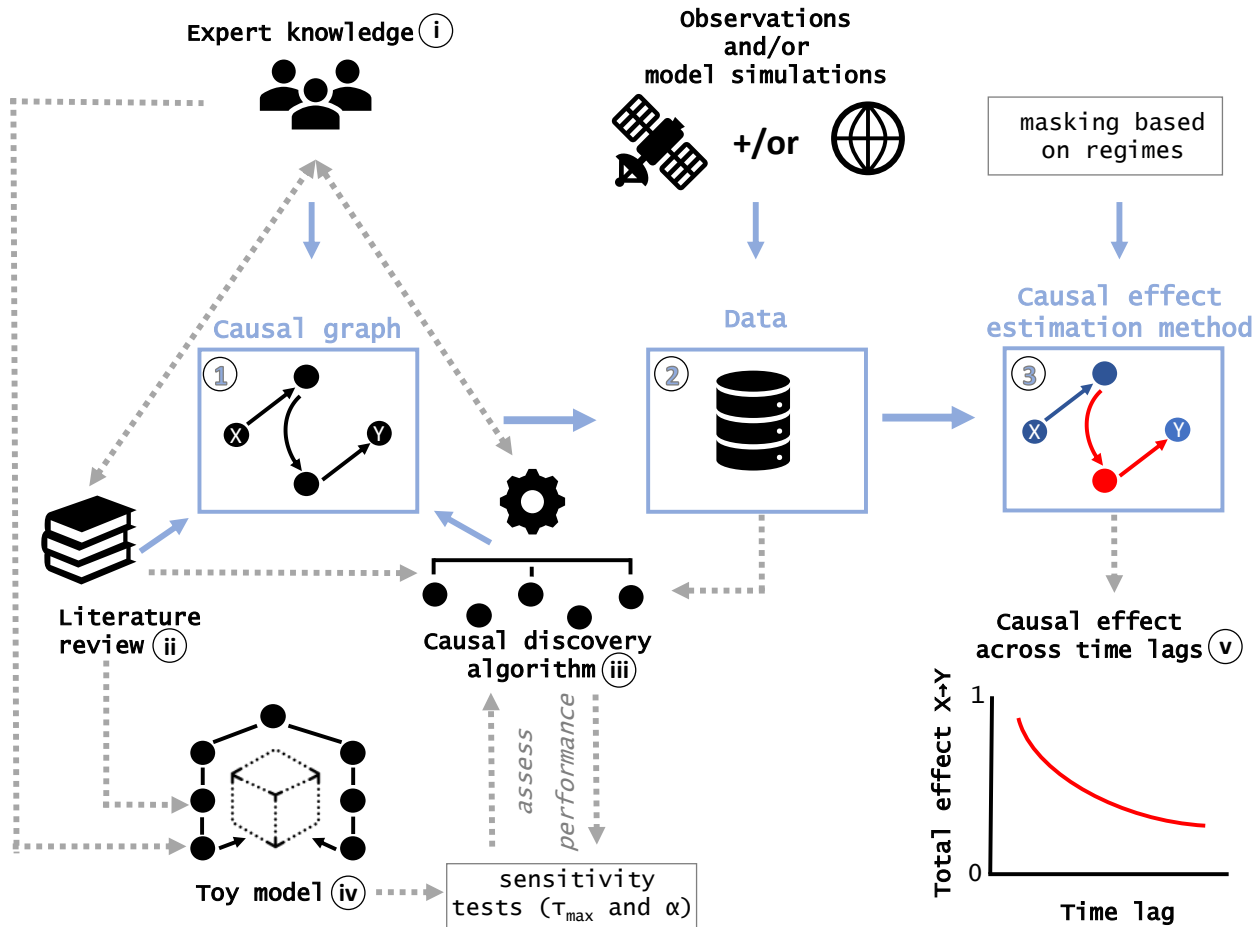 Expert knowledge i
Observations
and/or
model simulations
+/or
masking based
on regimes
Causal graph
1
X
Y
Data
2
Causal effect
estimation method
3
X
Y
Literature
review ii
Causal discovery
algorithm iii
Causal effect
across time lags v
assess
performance
Toy model iv
sensitivity
tests (τmax and α)
Total effect X→Y
1
0
Time lag